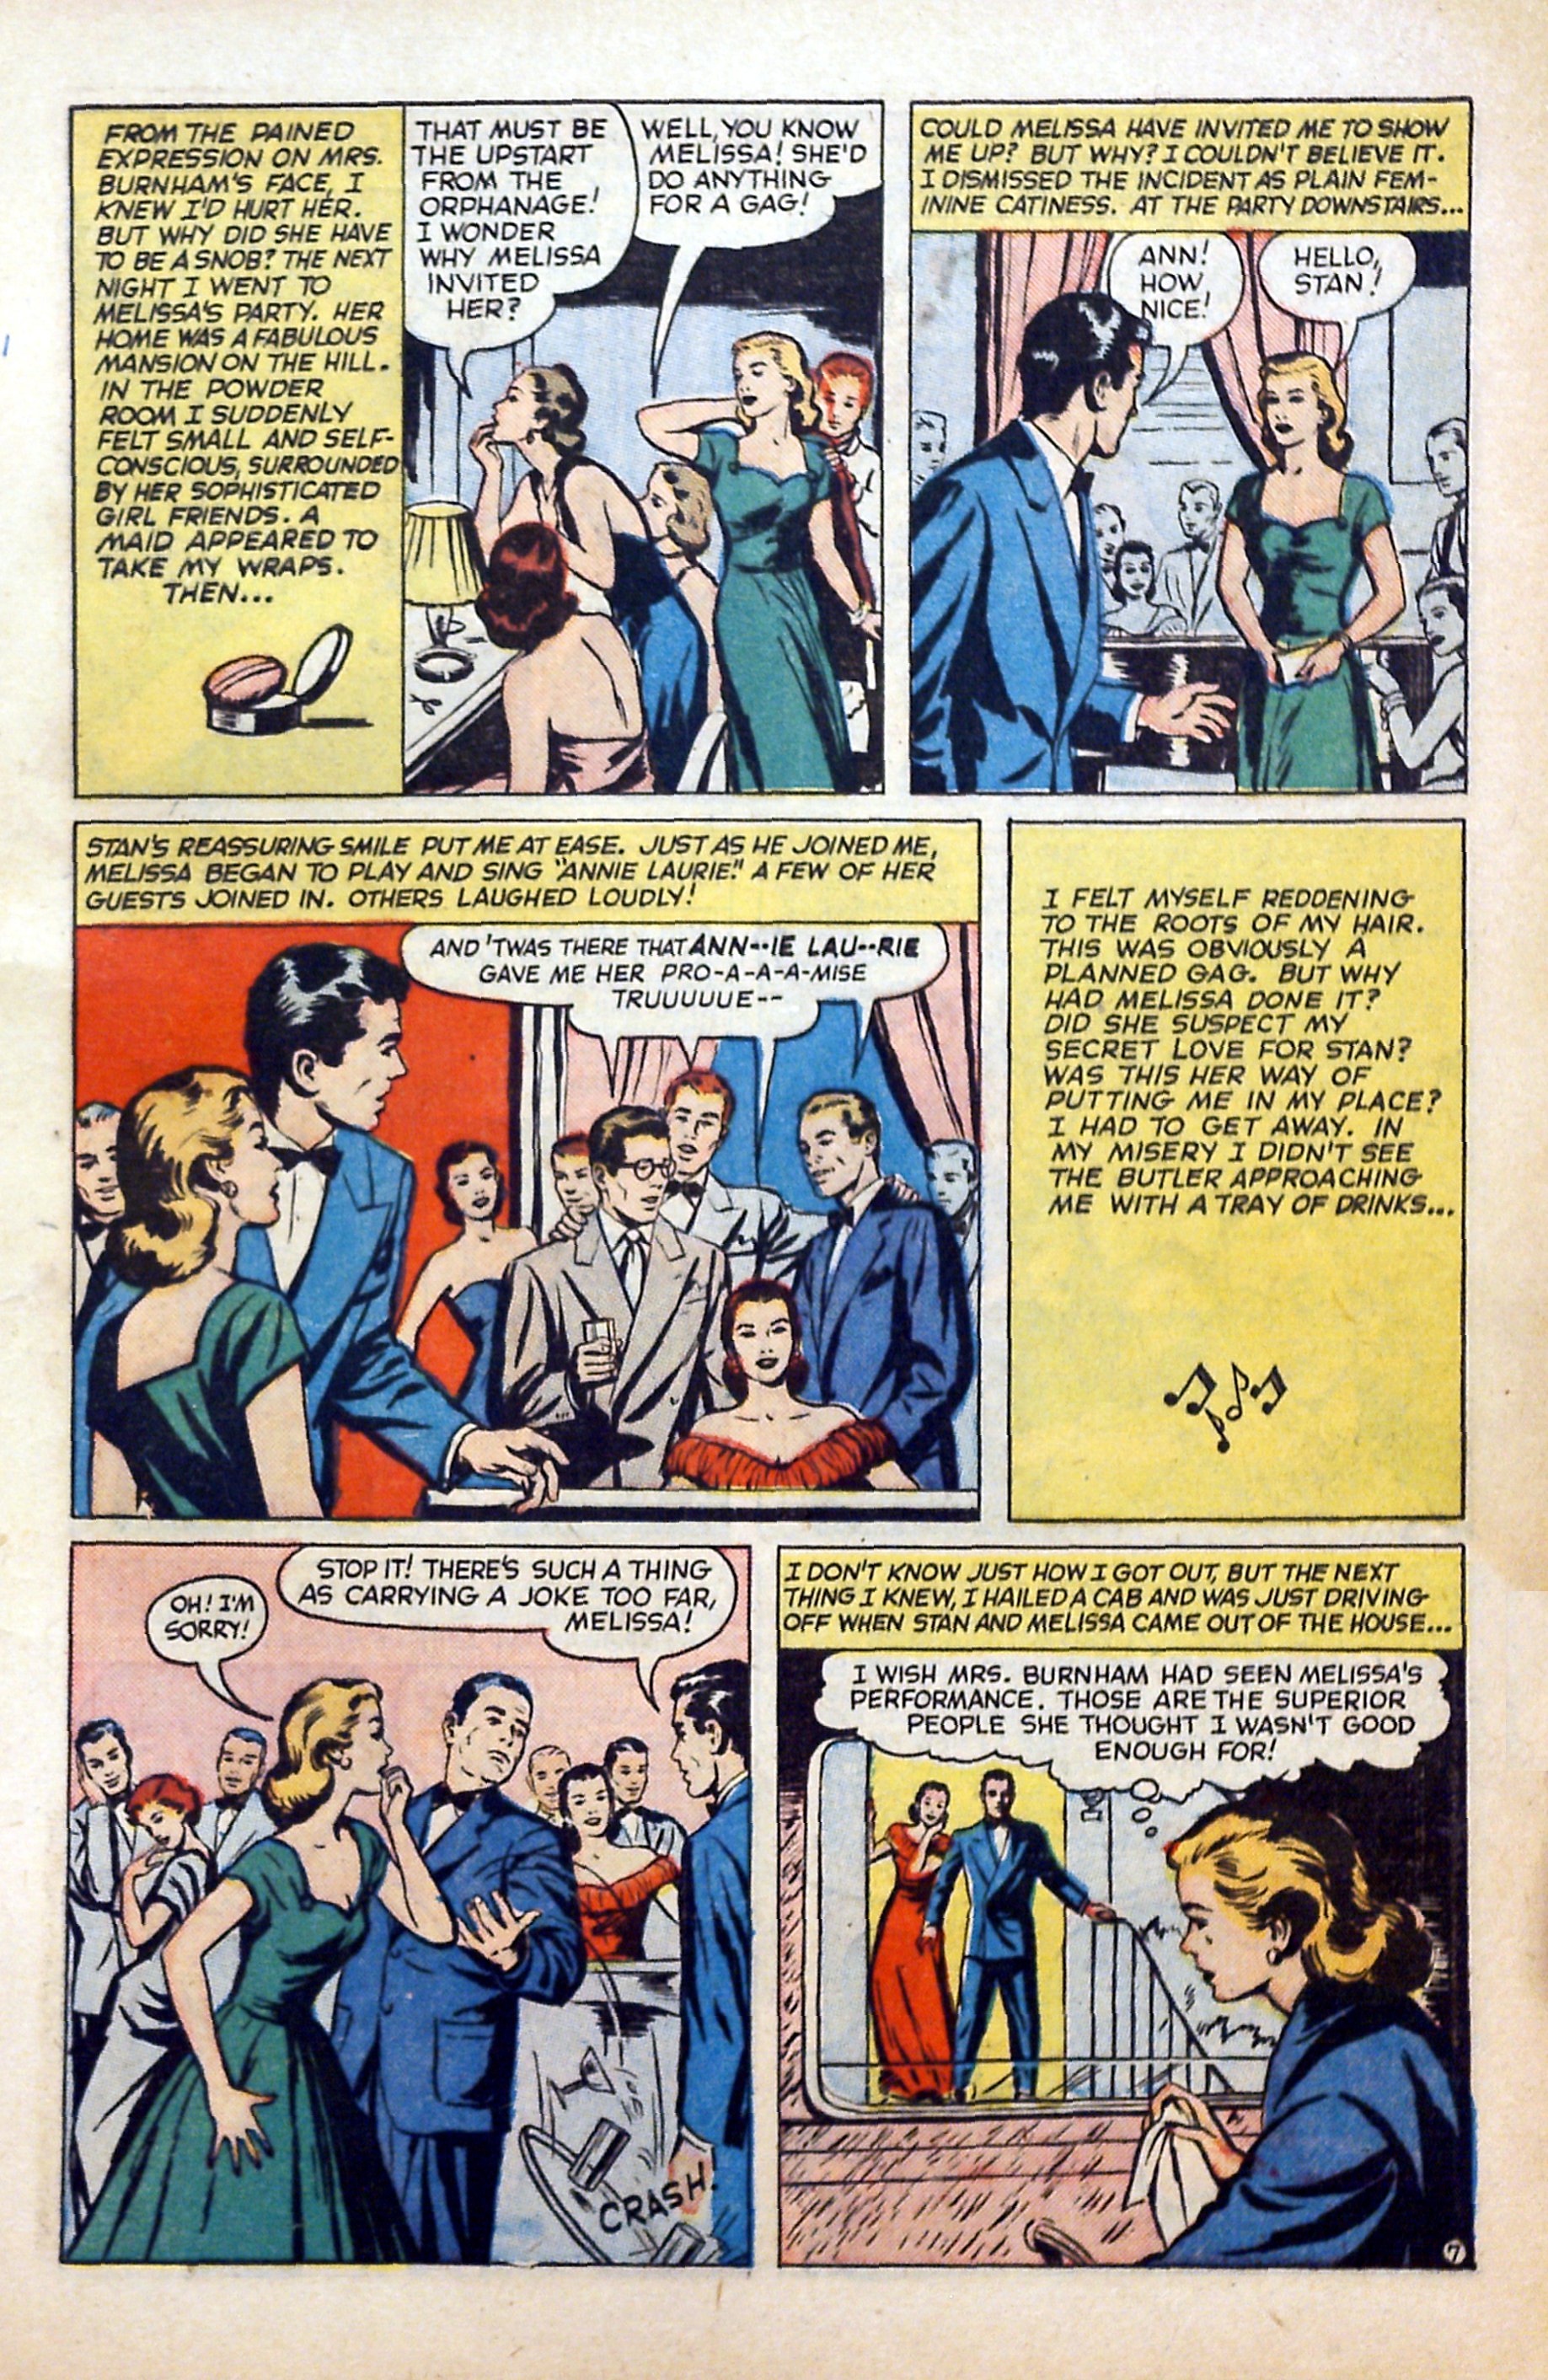 FROM THE PAINED
EXPRESSION ON MRS.
BURNHAM'S FACE, I
KNEW I'D HURT HER.
BUT WHY DID SHE HAVE
TO BE A SNOB? THE NEXT
NIGHT I WENT TO
MELISSA'S PARTY. HER
HOME WAS A FABULOUS
MANSION ON THE HILL.
IN THE POWDER
ROOM I SUDDENLY
FELT SMALL AND SELF-
CONSCIOUS, SURROUNDED
BY HER SOPHISTICATED
GIRL FRIENDS. A
MAID APPEARED TO
TAKE MY WRAPS.
THEN...
THAT MUST BE
THE UPSTART
FROM THE
ORPHANAGE!
I WONDER
WHY MELISSA
INVITED
HER?
WELL, YOU KNOW
MELISSA! SHE'D
DO ANYTHING
FOR A GAG!
COULD MELISSA HAVE INVITED ME TO SHOW
ME UP? BUT WHY? I COULDN'T BELIEVE IT.
I DISMISSED THE INCIDENT AS PLAIN FEM-
ININE CATINESS. AT THE PARTY DOWNSTAIRS...
ANN!
HOW
NICE!
HELLO,
STAN!
STAN'S REASSURING SMILE PUT ME AT EASE. JUST AS HE JOINED ME,
MELISSA BEGAN TO PLAY AND SING "ANNIE LAURIE." A FEW OF HER
GUESTS JOINED IN. OTHERS LAUGHED LOUDLY!
AND 'TWAS THERE THAT ANN--IE LAU--RIE
GAVE ME HER PRO-A-A-A-MISE
TRUUUUUE--
I FELT MYSELF REDDENING
TO THE ROOTS OF MY HAIR.
THIS WAS OBVIOUSLY A
PLANNED GAG. BUT WHY
HAD MELISSA DONE IT?
DID SHE SUSPECT MY
SECRET LOVE FOR STAN?
WAS THIS HER WAY OF
PUTTING ME IN MY PLACE?
I HAD TO GET AWAY. IN
MY MISERY I DIDN'T SEE
THE BUTLER APPROACHING
ME WITH A TRAY OF DRINKS...
OH! I'M
SORRY!
STOP IT! THERE'S SUCH A THING
AS CARRYING A JOKE TOO FAR,
MELISSA!
CRASH!
I DON'T KNOW JUST HOW I GOT OUT, BUT THE NEXT
THING I KNEW, I HAILED A CAB AND WAS JUST DRIVING
OFF WHEN STAN AND MELISSA CAME OUT OF THE HOUSE...
I WISH MRS. BURNHAM HAD SEEN MELISSA'S
PERFORMANCE. THOSE ARE THE SUPERIOR
PEOPLE SHE THOUGHT I WASN'T GOOD
ENOUGH FOR!
7